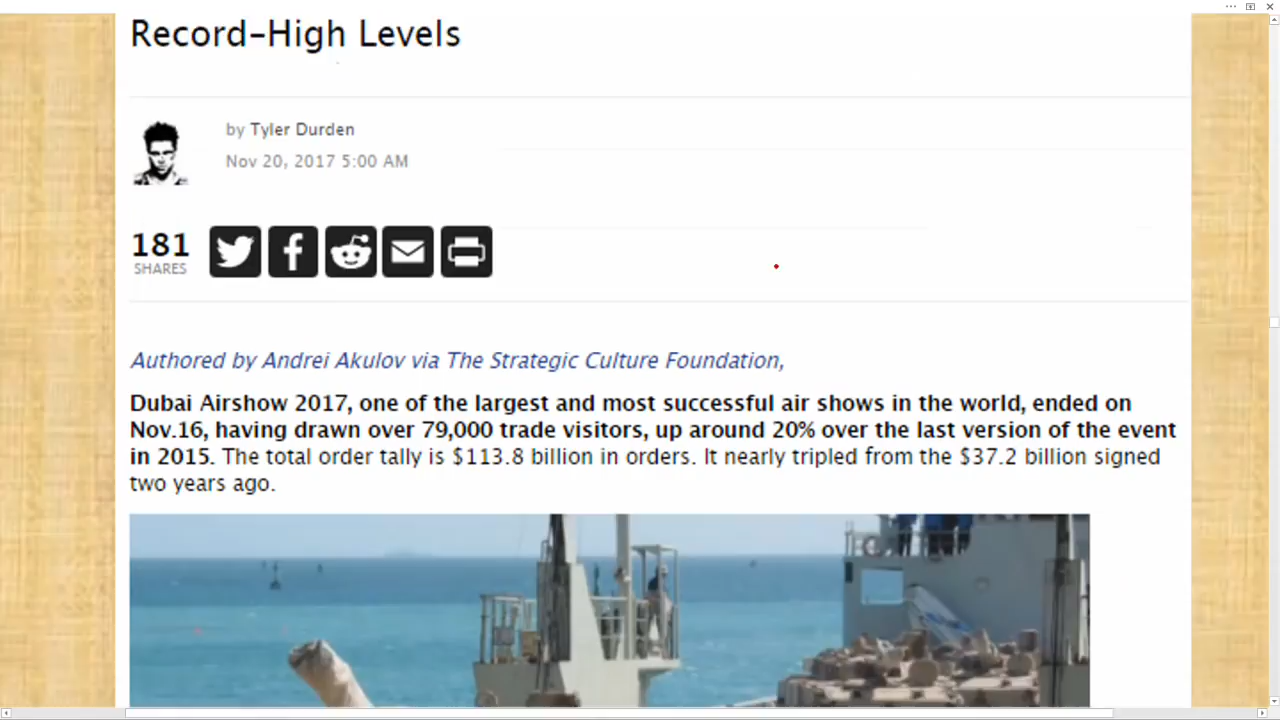 Record-High Levels
by Tyler Durden
Nov 20, 2017 5:00 AM
181
SHARES
Authored by Andrei Akulov via The Strategic Culture Foundation,
Dubai Airshow 2017, one of the largest and most successful air shows in the world, ended on
Nov.16, having drawn over 79,000 trade visitors, up around 20% over the last version of the event
in 2015. The total order tally is $113.8 billion in orders. It nearly tripled from the $37.2 billion signed
two years ago.